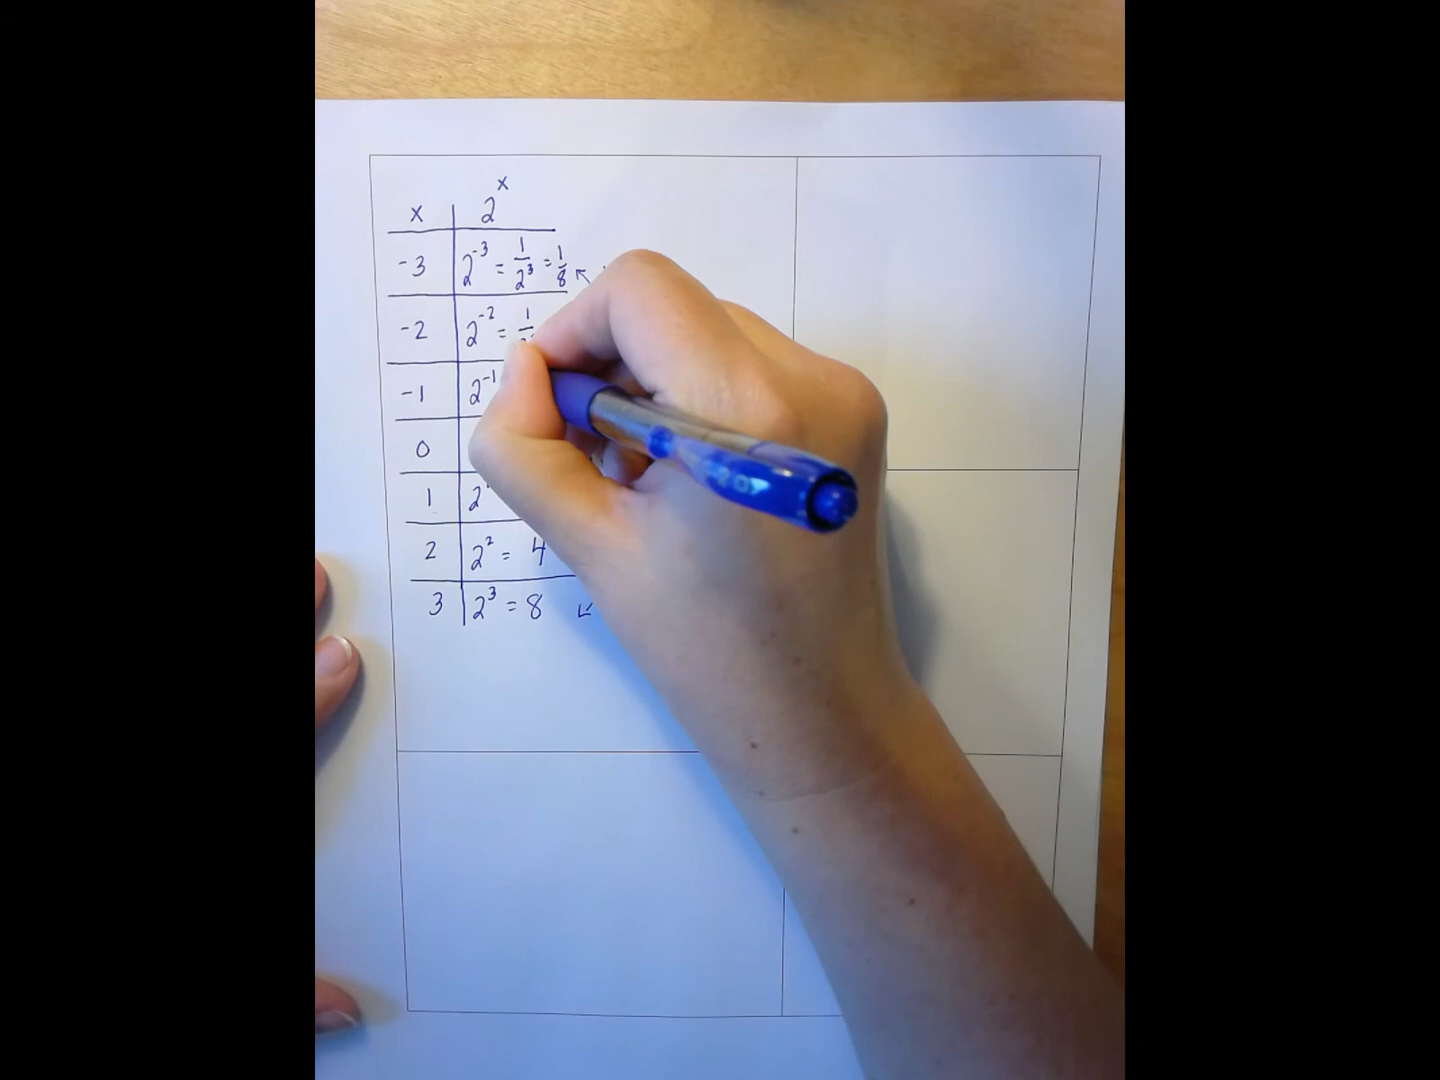 x | 2^x
-3 | 2^-3 = 1/2^3 = 1/8 ↖
-2 | 2^-2 = 1/
-1 | 2^-1
0
1 | 2
2 | 2^2 = 4
3 | 2^3 = 8 ↙